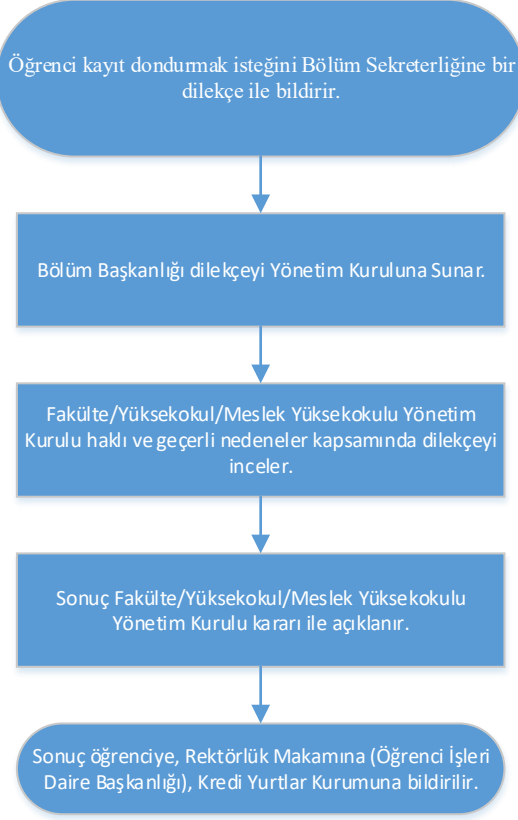 Öğrenci kayıt dondurmak isteğini Bölüm Sekreterliğine bir
dilekçe ile bildirir.
Bölüm Başkanlığı dilekçeyi Yönetim Kuruluna Sunar.
Fakülte/Yüksekokul/Meslek Yüksekokulu Yönetim
Kurulu haklı ve geçerli nedeneler kapsamında dilekçeyi
inceler.
Sonuç Fakülte/Yüksekokul/Meslek Yüksekokulu
Yönetim Kurulu kararı ile açıklanır.
Sonuç öğrenciye, Rektörlük Makamına (Öğrenci İşleri
Daire Başkanlığı), Kredi Yurtlar Kurumuna bildirilir.